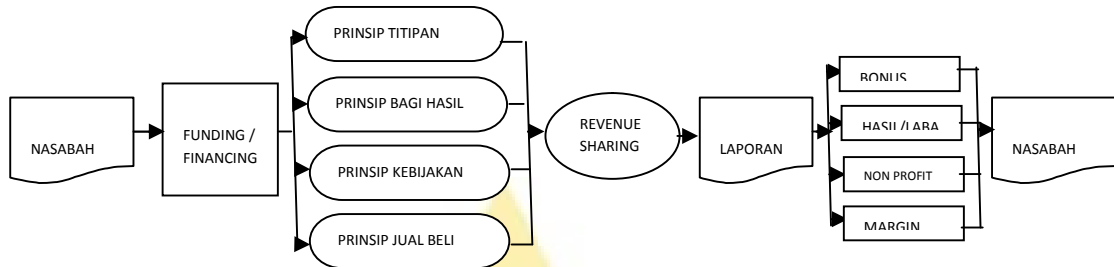 NASABAH
FUNDING /
FINANCING
PRINSIP TITIPAN
PRINSIP BAGI HASIL
PRINSIP KEBIJAKAN
PRINSIP JUAL BELI
REVENUE
SHARING
LAPORAN
BONUS
HASIL/LABA
NON PROFIT
MARGIN
NASABAH